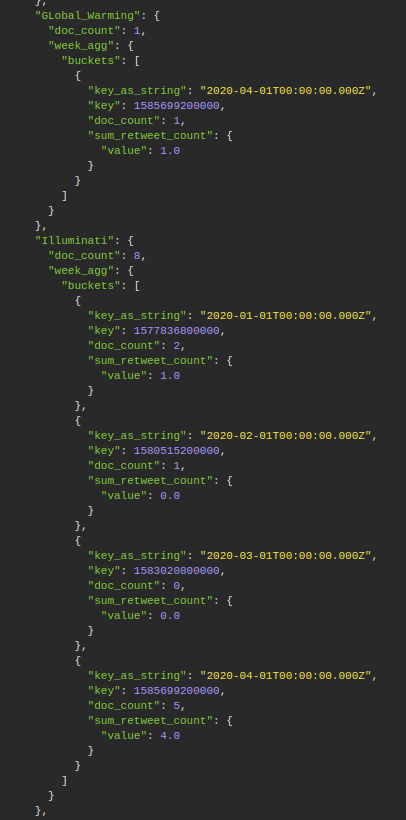 },
"GLobal_Warming": {
"doc_count": 1,
"week_agg": {
"buckets": [
{
"key_as_string": "2020-04-01T00:00:00.000Z",
"key": 1585699200000,
"doc_count": 1,
"sum_retweet_count": {
"value": 1.0
}
}
]
}
},
"Illuminati": {
"doc_count": 8,
"week_agg": {
"buckets": [
{
"key_as_string": "2020-01-01T00:00:00.000Z",
"key": 1577836800000,
"doc_count": 2,
"sum_retweet_count": {
"value": 1.0
}
},
{
"key_as_string": "2020-02-01T00:00:00.000Z",
"key": 1580515200000,
"doc_count": 1,
"sum_retweet_count": {
"value": 0.0
}
},
{
"key_as_string": "2020-03-01T00:00:00.000Z",
"key": 1583020800000,
"doc_count": 0,
"sum_retweet_count": {
"value": 0.0
}
},
{
"key_as_string": "2020-04-01T00:00:00.000Z",
"key": 1585699200000,
"doc_count": 5,
"sum_retweet_count": {
"value": 4.0
}
}
]
}
},